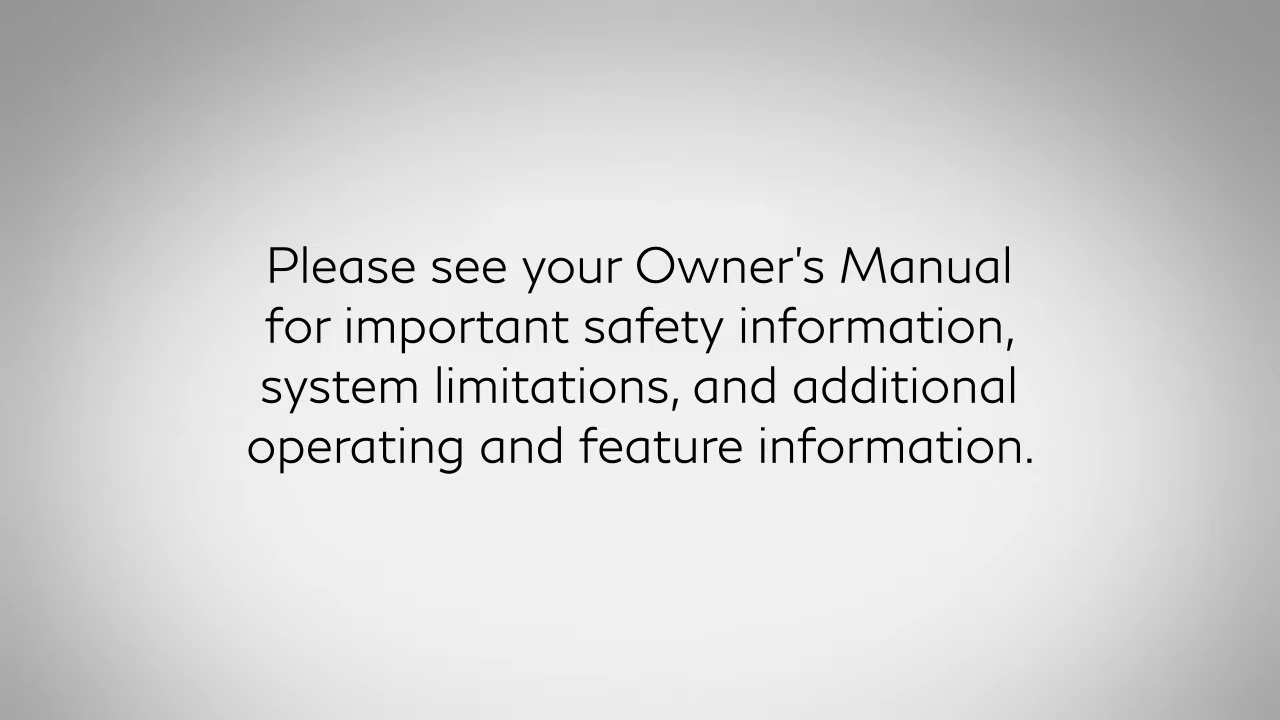 Please see your Owner's Manual
for important safety information,
system limitations, and additional
operating and feature information.